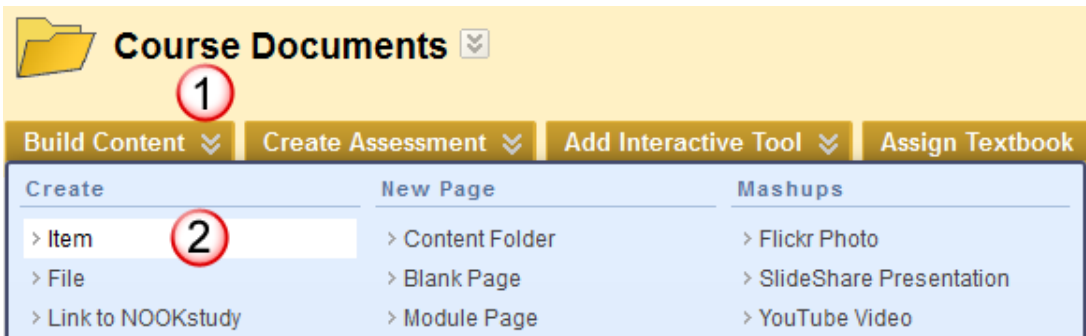 Course Documents
1
Build Content Create Assessment Add Interactive Tool Assign Textbook
Create New Page Mashups
Item 2 Content Folder Flickr Photo
File Blank Page SlideShare Presentation
Link to NOOKstudy Module Page YouTube Video